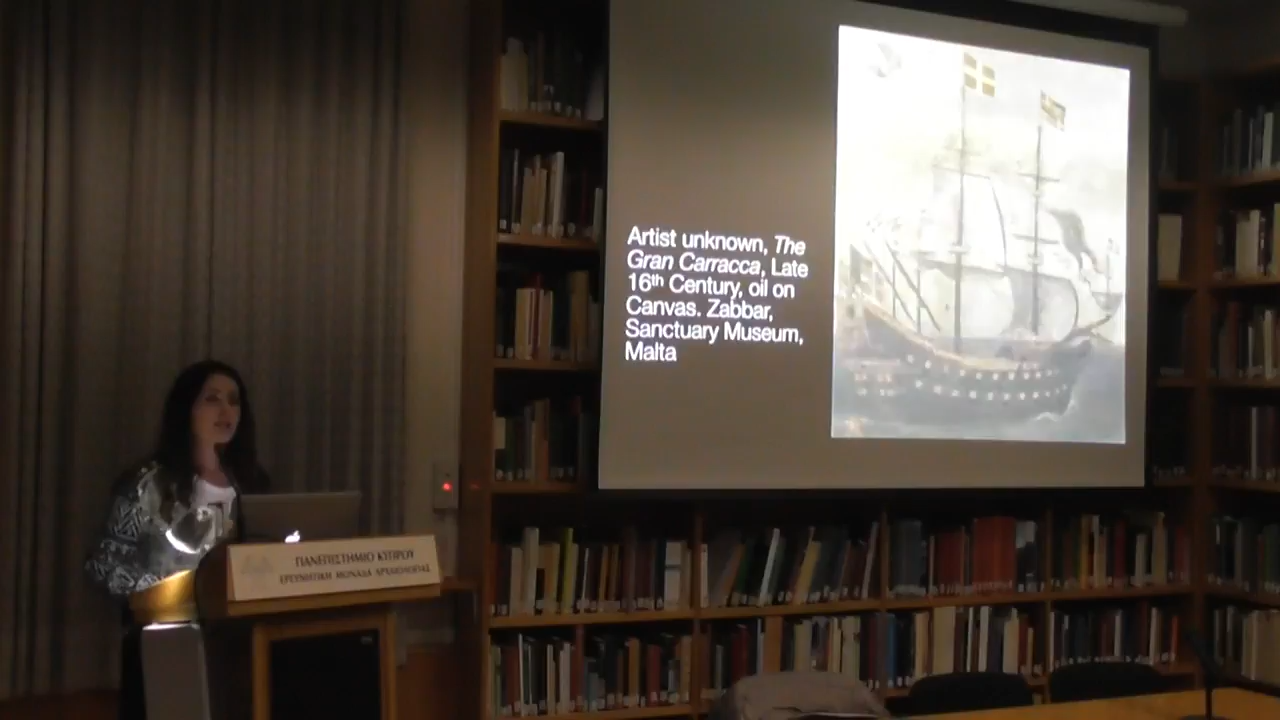 Artist unknown, The
Gran Carracca, Late
16th Century, oil on
Canvas. Zabbar,
Sanctuary Museum,
Malta
ΠΑΝΕΠΙΣΤΗΜΙΟ ΚΥΠΡΟΥ
ΕΡΕΥΝΗΤΙΚΗ ΜΟΝΑΔΑ ΑΡΧΑΙΟΛΟΓΙΑΣ